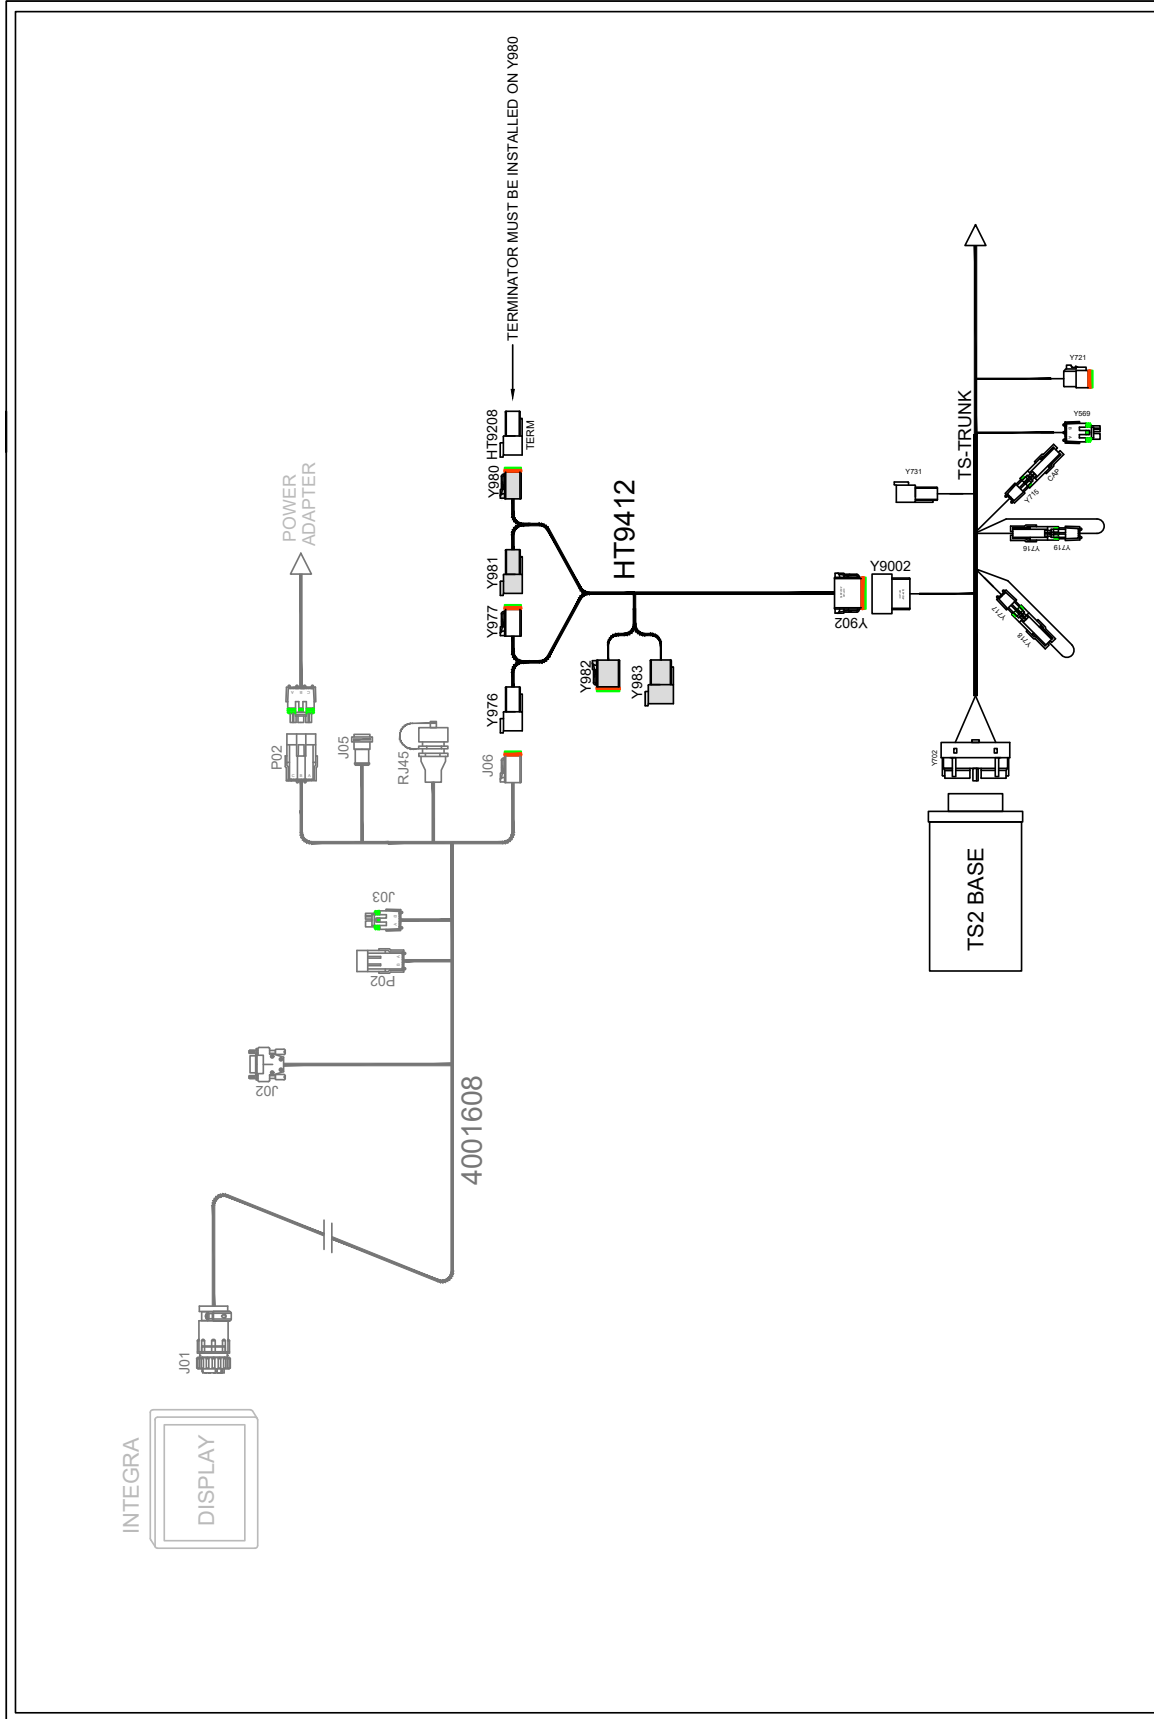 INTEGRA
DISPLAY
J01
J02
4001608
P02
J03
P02
J05
RJ45
J06
POWER
ADAPTER
Y976
Y977
Y981
Y980
HT9208
TERM
TERMINATOR MUST BE INSTALLED ON Y980
Y982
Y983
HT9412
Y902
Y9002
TS2 BASE
Y702
Y717
Y718
Y716
Y719
Y715
CAP
Y731
TS-TRUNK
Y569
Y721